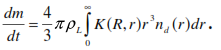 dm/dt = 4/3 πρ_L ∫_0^∞ K(R, r)r^3 n_d(r)dr.